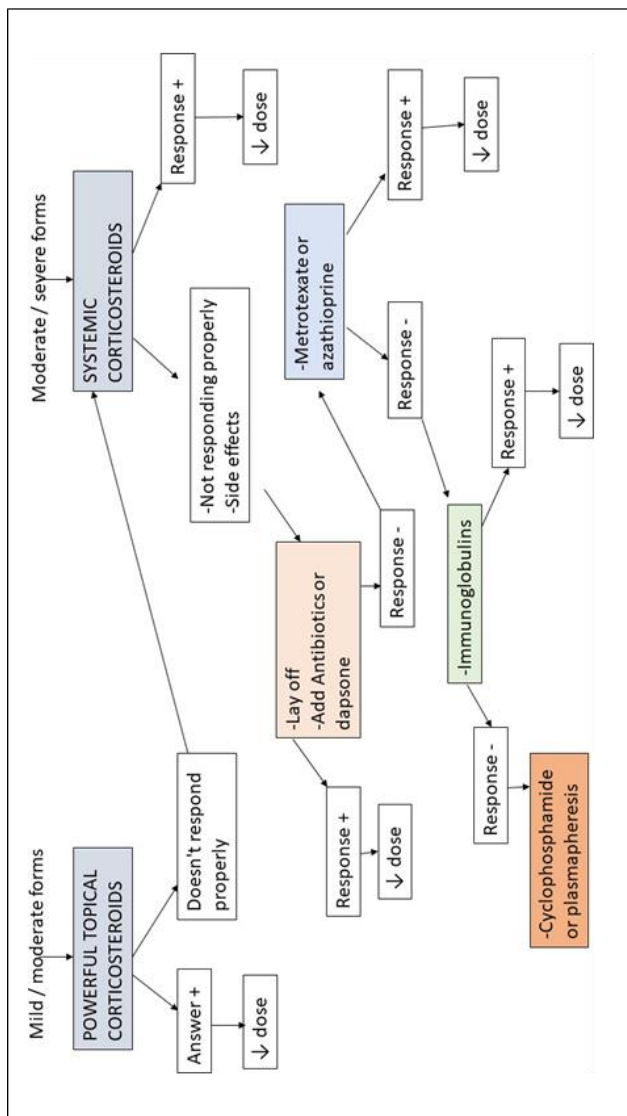 Mild / moderate forms
POWERFUL TOPICAL
CORTICOSTEROIDS
Answer +
↓ dose
Doesn't respond
properly
Moderate / severe forms
SYSTEMIC
CORTICOSTEROIDS
Response +
↓ dose
-Not responding properly
-Side effects
-Lay off
-Add Antibiotics or
dapsone
Response +
↓ dose
Response -
-Metrotexate or
azathioprine
Response +
↓ dose
Response -
-Immunoglobulins
Response +
↓ dose
Response -
-Cyclophosphamide
or plasmapheresis